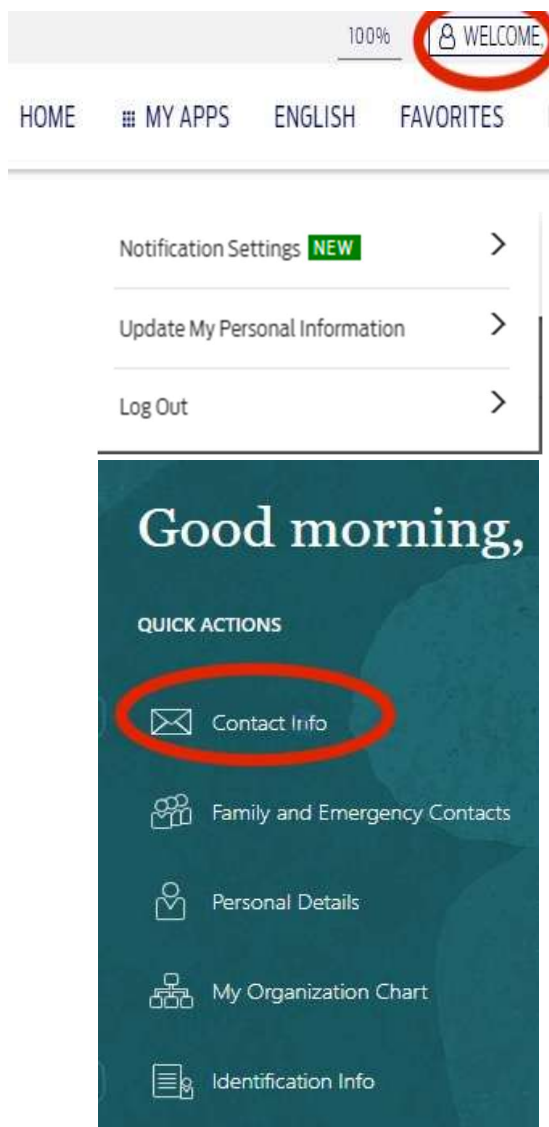 100% WELCOME,
HOME MY APPS ENGLISH FAVORITES
Notification Settings NEW
Update My Personal Information
Log Out
Good morning,
QUICK ACTIONS
Contact Info
Family and Emergency Contacts
Personal Details
My Organization Chart
Identification Info